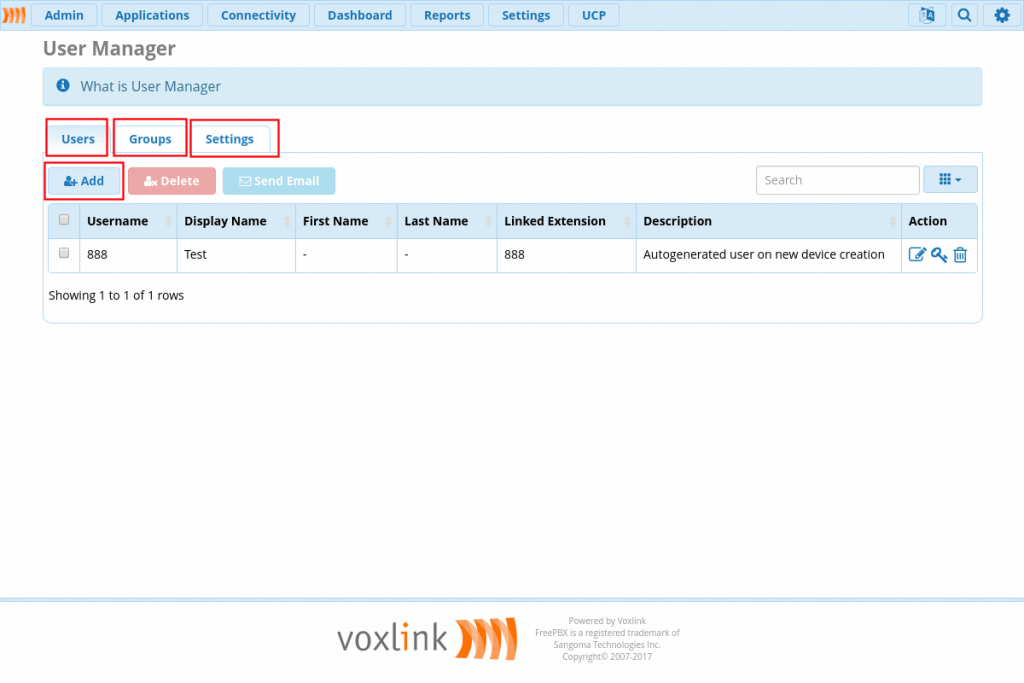 Admin Applications Connectivity Dashboard Reports Settings UCP
User Manager
What is User Manager
Users Groups Settings
Add Delete Send Email Search
Username Display Name First Name Last Name Linked Extension Description Action
888 Test - - 888 Autogenerated user on new device creation
Showing 1 to 1 of 1 rows
voxlink
Powered by Voxlink
FreePBX is a registered trademark of
Sangoma Technologies Inc.
Copyright© 2007-2017